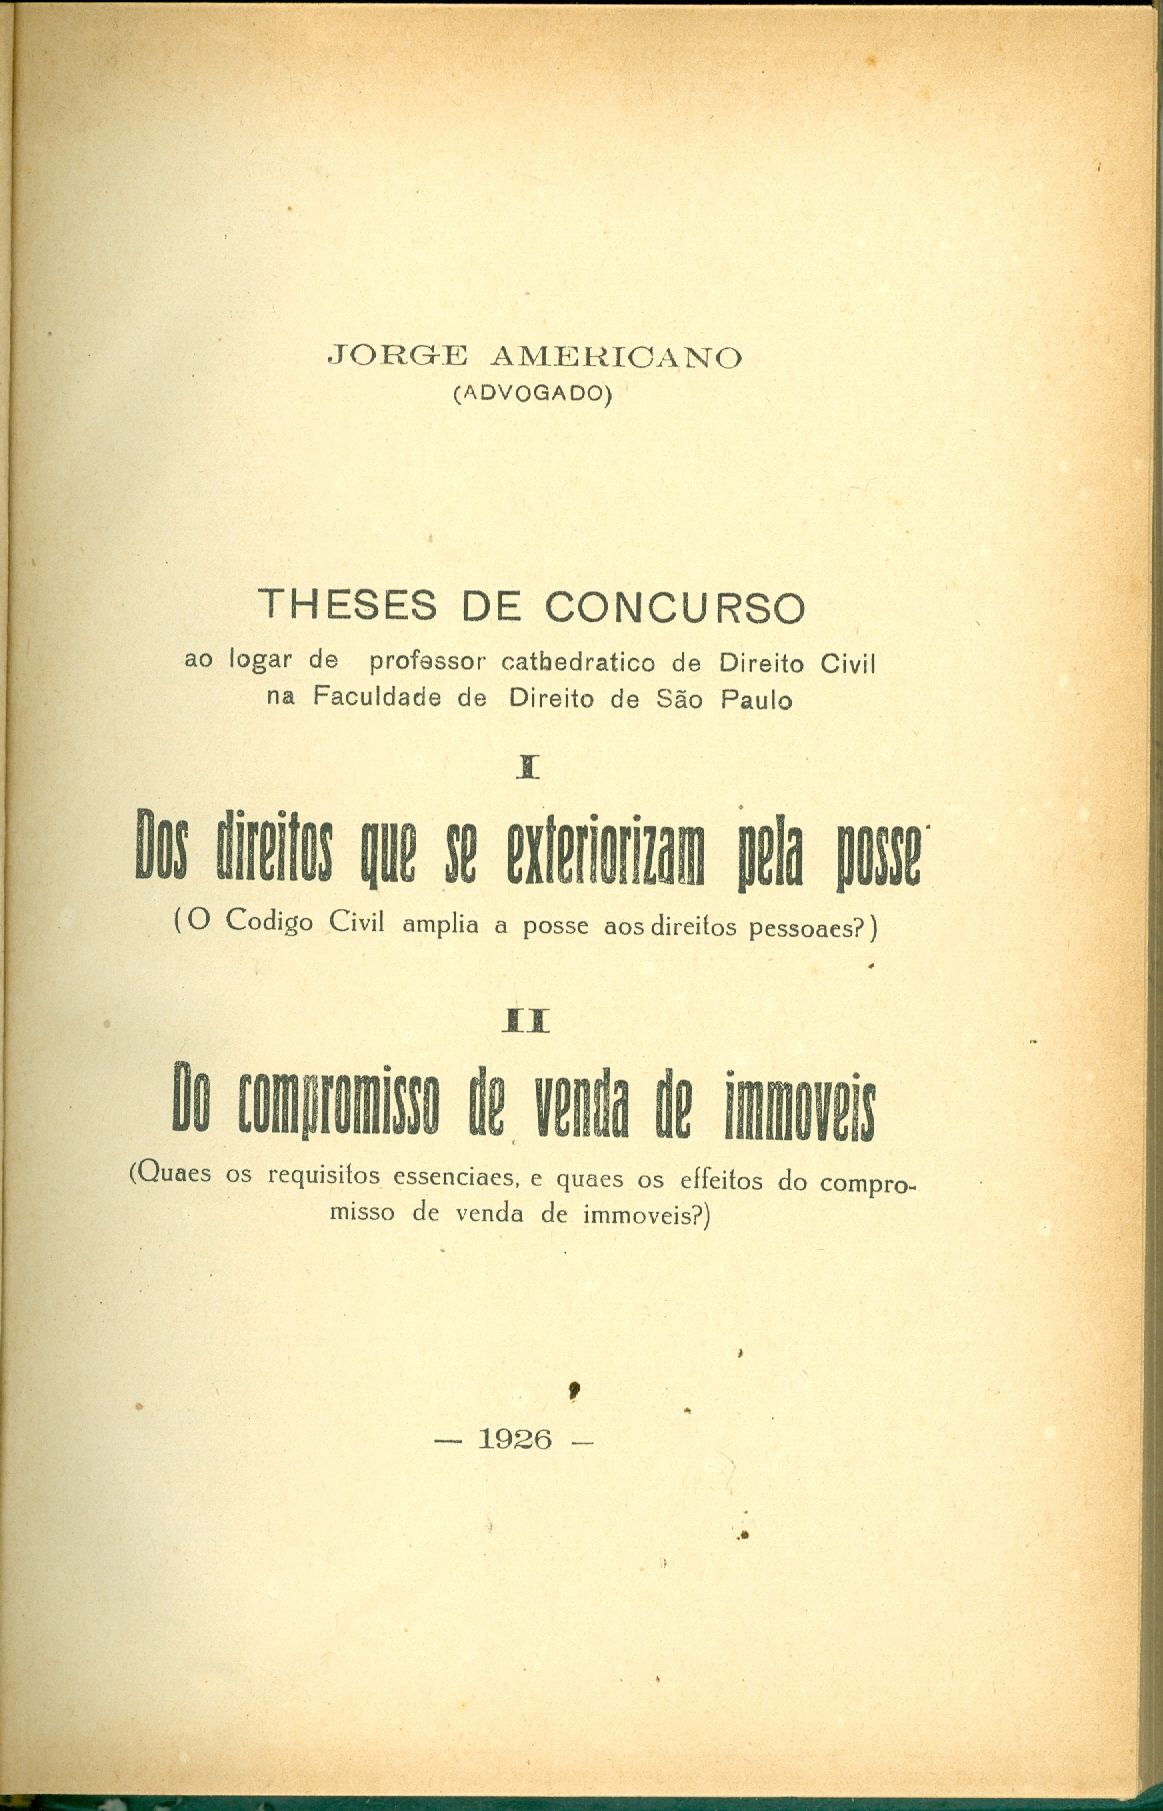 JORGE AMERICANO
(ADVOGADO)
THESES DE CONCURSO
ao logar de professor cathedratico de Direito Civil
na Faculdade de Direito de São Paulo
I
Dos direitos que se exteriorizam pela posse
(O Codigo Civil amplia a posse aos direitos pessoaes?)
II
Do compromisso de venda de immoveis
(Quaes os requisitos essenciaes, e quaes os effeitos do compro-
misso de venda de immoveis?)
— 1926 —